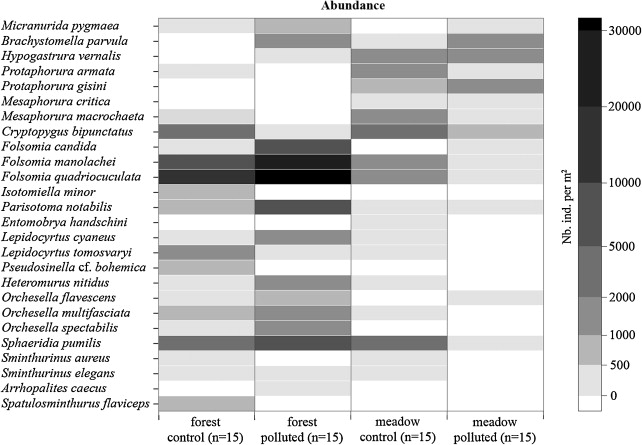 Abundance
Micranurida pygmaea
Brachystomella parvula
Hypogastrura vernalis
Protaphorura armata
Protaphorura gisini
Mesaphorura critica
Mesaphorura macrochaeta
Cryptopygus bipunctatus
Folsomia candida
Folsomia manolachei
Folsomia quadriocuculata
Isotomiella minor
Parisotoma notabilis
Entomobrya handschini
Lepidocyrtus cyaneus
Lepidocyrtus tomosvaryi
Pseudosinella cf. bohemica
Heteromurus nitidus
Orchesella flavescens
Orchesella multifasciata
Orchesella spectabilis
Sphaeridia pumilis
Sminthurinus aureus
Sminthurinus elegans
Arrhopalites caecus
Spatulosminthurus flaviceps
forest
control (n=15)
forest
polluted (n=15)
meadow
control (n=15)
meadow
polluted (n=15)
30000
20000
10000
5000
2000
1000
500
0
Nb. ind. per m²